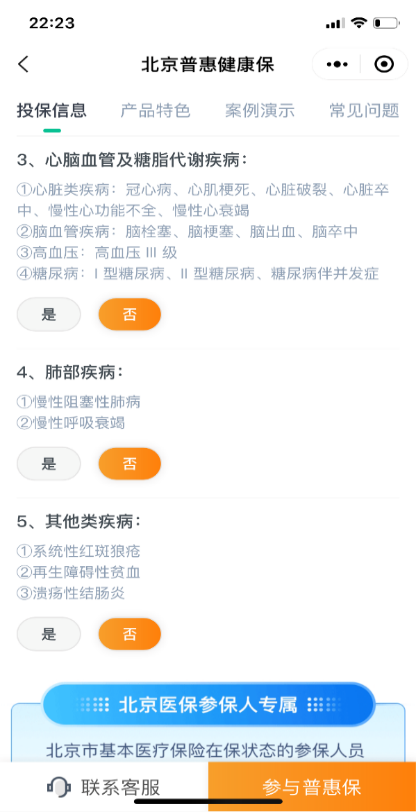 22:23
北京普惠健康保
投保信息 产品特色 案例演示 常见问题
3、心脑血管及糖脂代谢疾病：
①心脏类疾病：冠心病、心肌梗死、心脏破裂、心脏卒
中、慢性心功能不全、慢性心衰竭
②脑血管疾病：脑栓塞、脑梗塞、脑出血、脑卒中
③高血压：高血压 III 级
④糖尿病：I 型糖尿病、II 型糖尿病、糖尿病伴并发症
是 否
4、肺部疾病：
①慢性阻塞性肺病
②慢性呼吸衰竭
是 否
5、其他类疾病：
①系统性红斑狼疮
②再生障碍性贫血
③溃疡性结肠炎
是 否
北京医保参保人专属
北京市基本医疗保险在保状态的参保人员
联系客服 参与普惠保